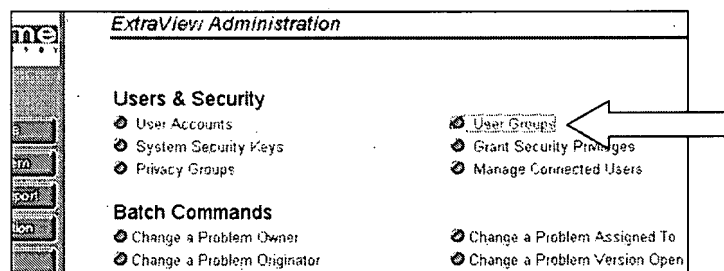 ExtraView Administration
me
Users & Security
User Accounts
User Groups
System Security Keys
Grant Security Privileges
Privacy Groups
Manage Connected Users
Batch Commands
Change a Problem Owner
Change a Problem Assigned To
Change a Problem Originator
Change a Problem Version Open